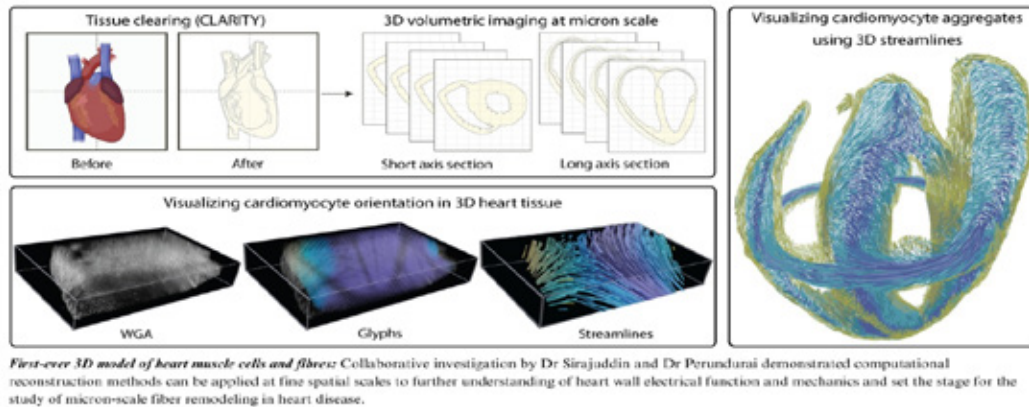 Tissue clearing (CLARITY)
3D volumetric imaging at micron scale
Before
After
Short axis section
Long axis section
Visualizing cardiomyocyte orientation in 3D heart tissue
WGA
Glyphs
Streamlines
Visualizing cardiomyocyte aggregates
using 3D streamlines
First-ever 3D model of heart muscle cells and fibres: Collaborative investigation by Dr Sirajuddin and Dr Perundurai demonstrated computational
reconstruction methods can be applied at fine spatial scales to further understanding of heart wall electrical function and mechanics and set the stage for the
study of micron-scale fiber remodeling in heart disease.